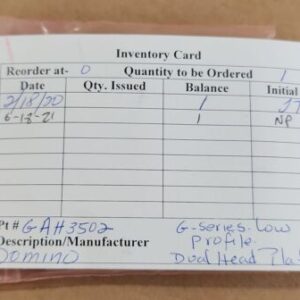 Inventory Card
Reorder at- 0 Quantity to be Ordered 1
Date Qty. Issued Balance Initial
2/18/20 1
6-18-21 1 NP
Pt # GAH3502 G-series Low
Description/Manufacturer Profile
Domino Dual Head